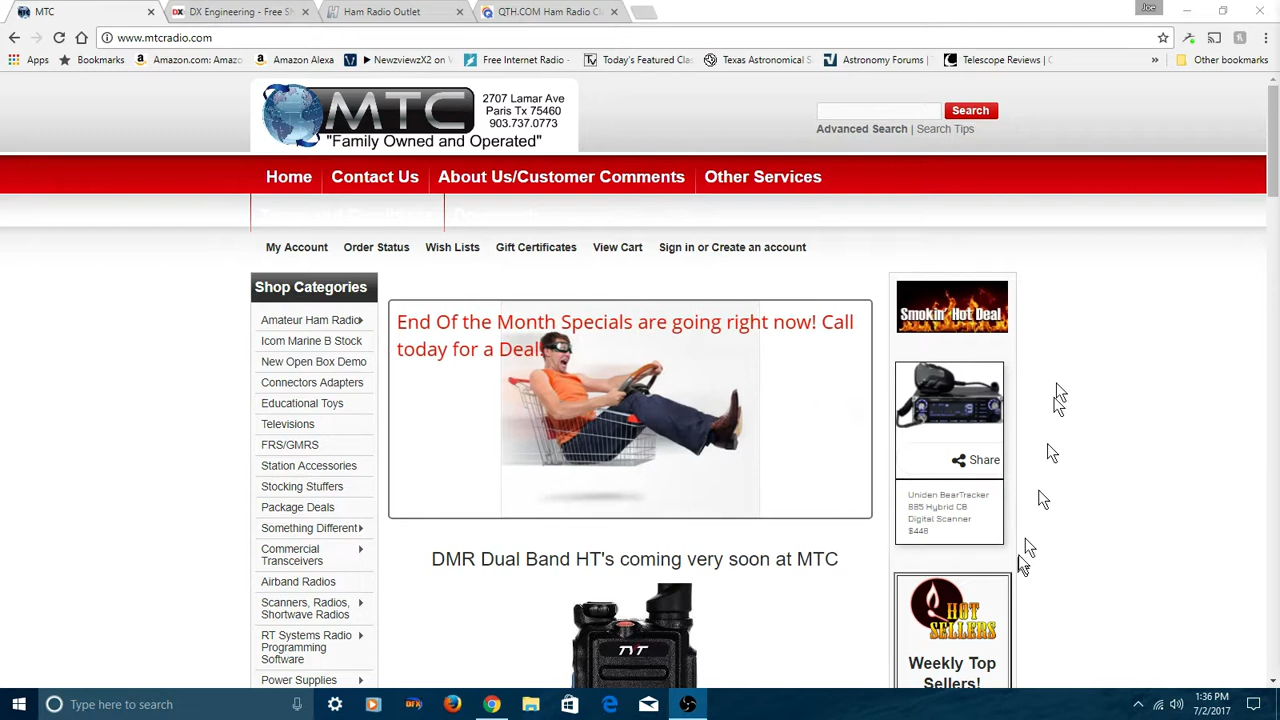 MTC
DX Engineering - Free Sh
Ham Radio Outlet
QTH.COM Ham Radio Cl
Joe
www.mtcradio.com
Apps
Bookmarks
Amazon.com: Amazo
Amazon Alexa
NewzviewzX2 on V
Free Internet Radio -
Today's Featured Clas
Texas Astronomical S
Astronomy Forums
Telescope Reviews | C
»
Other bookmarks
MTC
2707 Lamar Ave
Paris Tx 75460
903.737.0773
"Family Owned and Operated"
Search
Advanced Search | Search Tips
Home
Contact Us
About Us/Customer Comments
Other Services
My Account
Order Status
Wish Lists
Gift Certificates
View Cart
Sign in or Create an account
Shop Categories
Amateur Ham Radio
Icom Marine B Stock
New Open Box Demo
Connectors Adapters
Educational Toys
Televisions
FRS/GMRS
Station Accessories
Stocking Stuffers
Package Deals
Something Different
Commercial
Transceivers
Airband Radios
Scanners, Radios,
Shortwave Radios
RT Systems Radio
Programming
Software
Power Supplies
End Of the Month Specials are going right now! Call
today for a Deal!
DMR Dual Band HT's coming very soon at MTC
TYT
Smokin' Hot Deal
Share
Uniden BearTracker
885 Hybrid CB
Digital Scanner
$448
HOT
SELLERS
Weekly Top
Sellers!
Type here to search
DFX
1:36 PM
7/2/2017